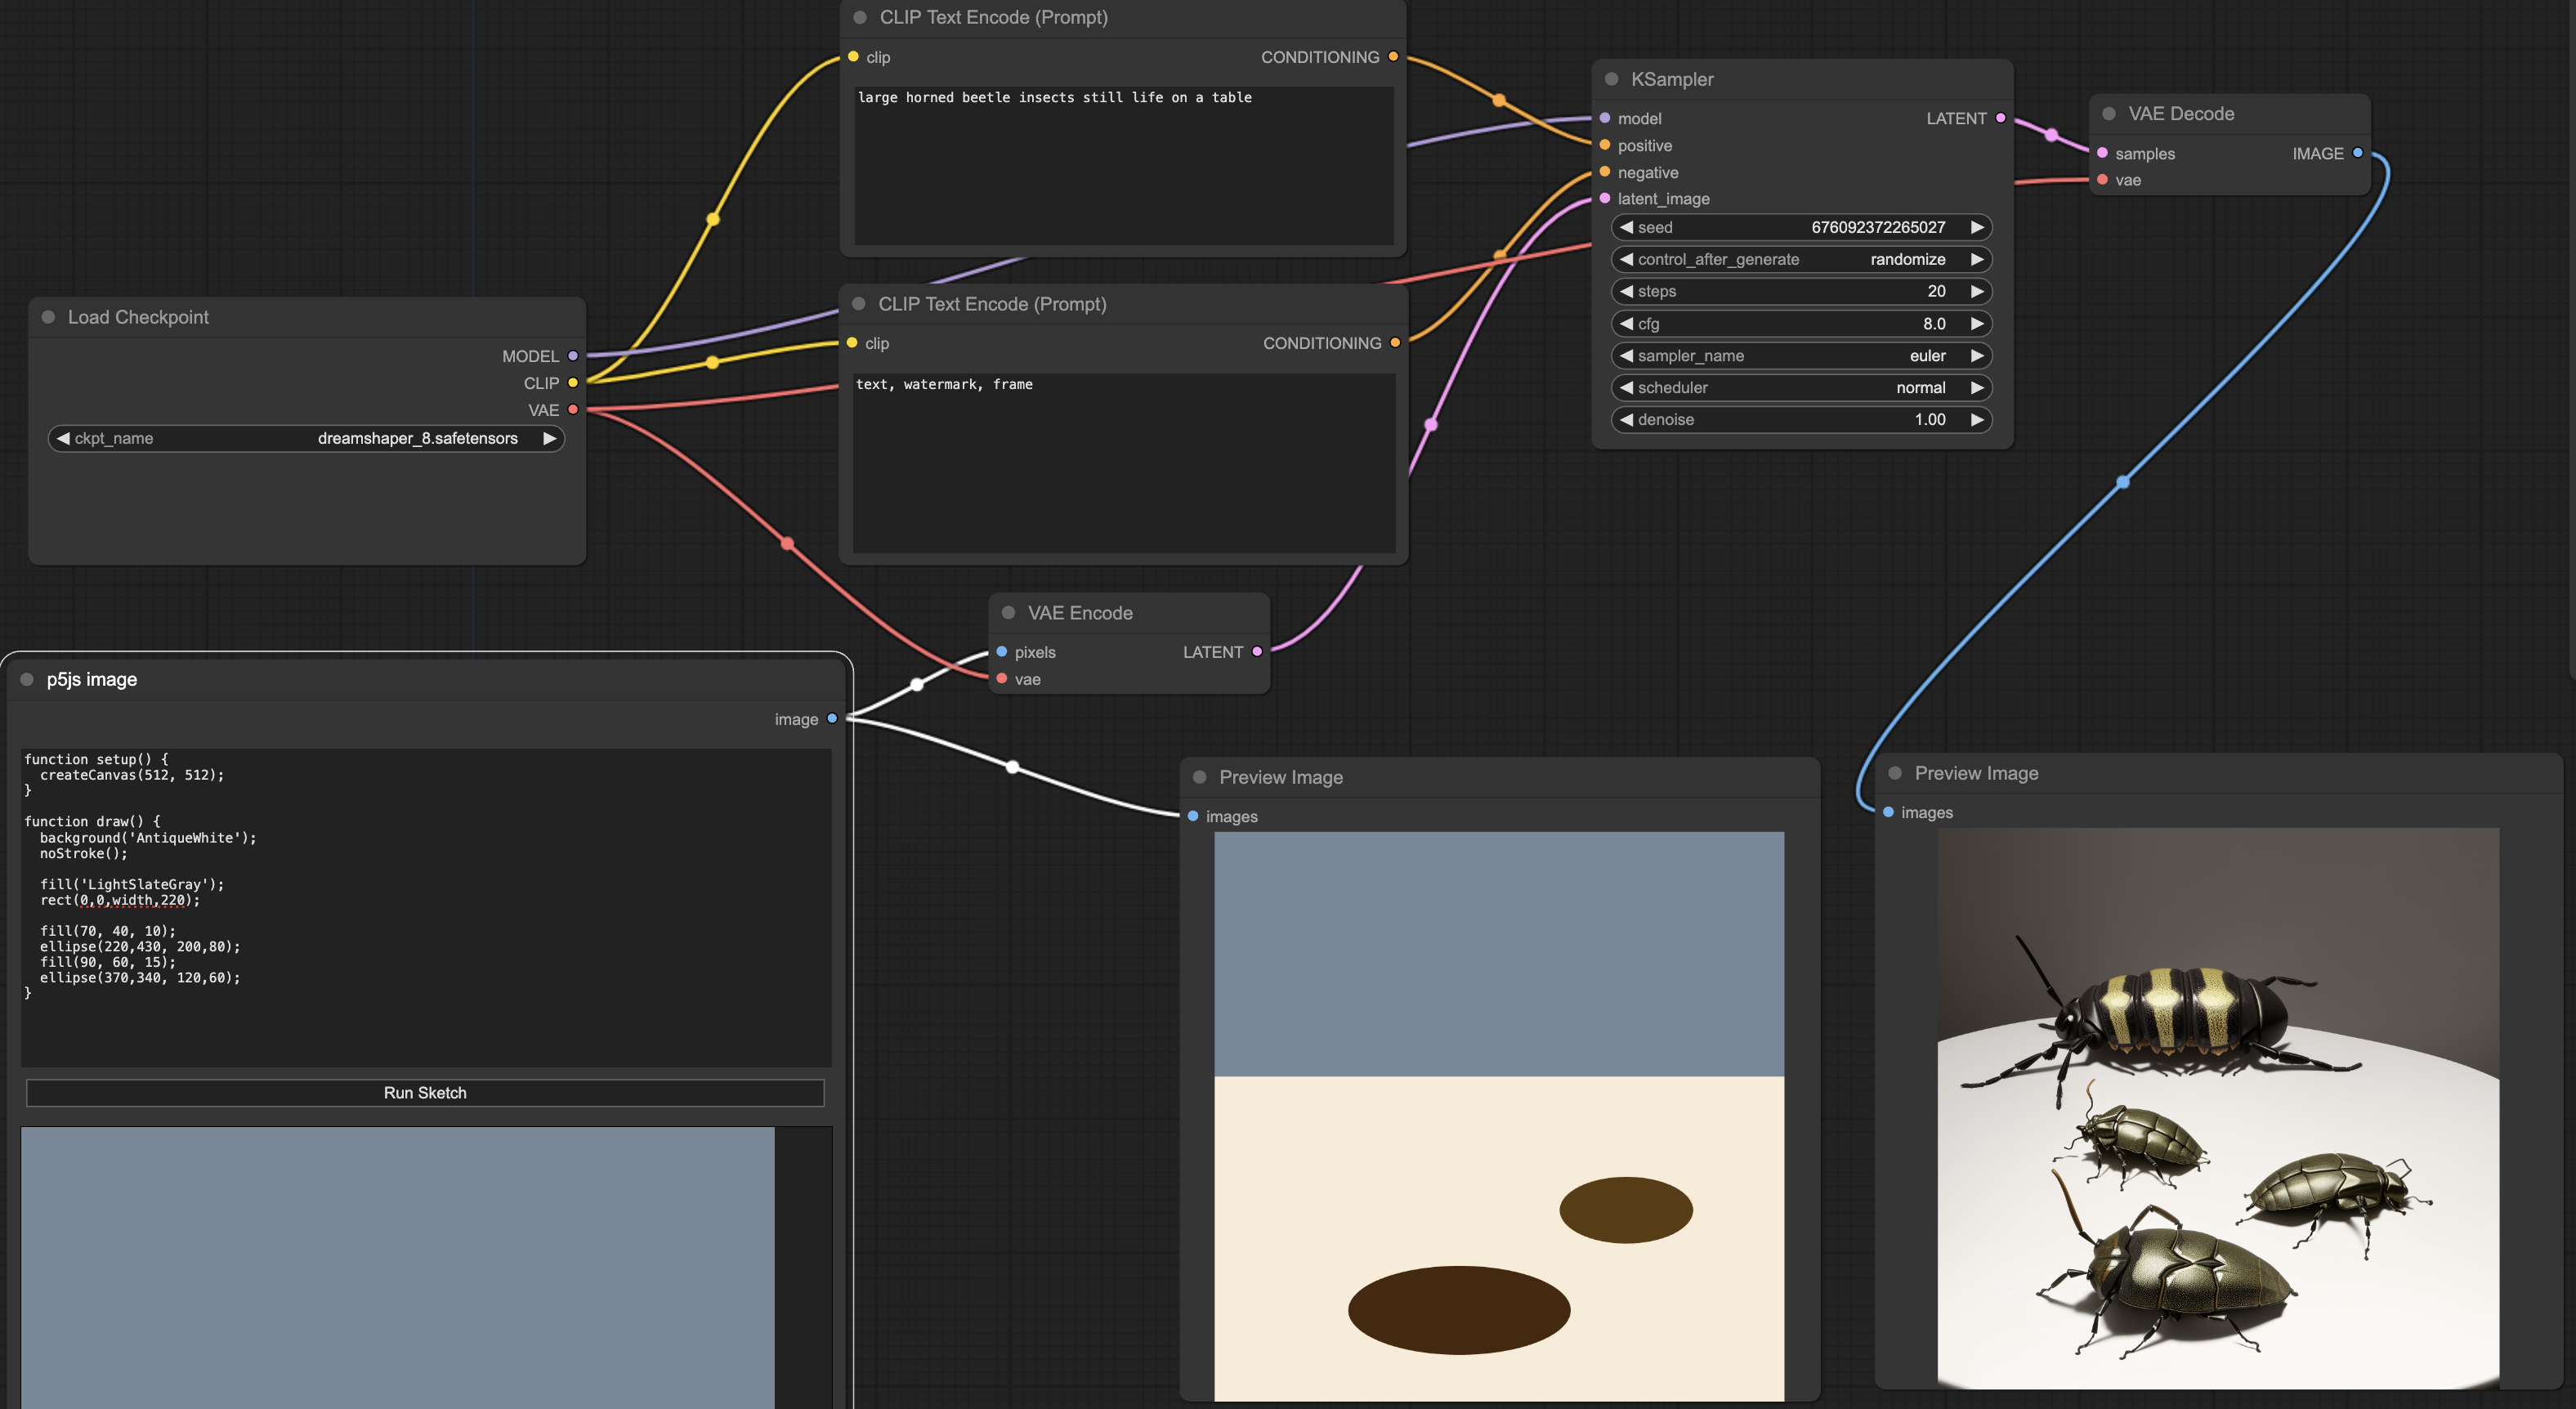 CLIP Text Encode (Prompt)
clip
CONDITIONING
large horned beetle insects still life on a table
KSampler
model
LATENT
positive
negative
latent_image
seed 676092372265027
control_after_generate randomize
steps 20
cfg 8.0
sampler_name euler
scheduler normal
denoise 1.00
VAE Decode
samples
IMAGE
vae
Load Checkpoint
MODEL
CLIP
VAE
ckpt_name dreamshaper_8.safetensors
CLIP Text Encode (Prompt)
clip
CONDITIONING
text, watermark, frame
VAE Encode
pixels
LATENT
vae
p5js image
image
function setup() {
  createCanvas(512, 512);
}
function draw() {
  background('AntiqueWhite');
  noStroke();
  fill('LightSlateGray');
  rect(0,0,width,220);
  fill(70, 40, 10);
  ellipse(220,430, 200,80);
  fill(90, 60, 15);
  ellipse(370,340, 120,60);
}
Run Sketch
Preview Image
images
Preview Image
images